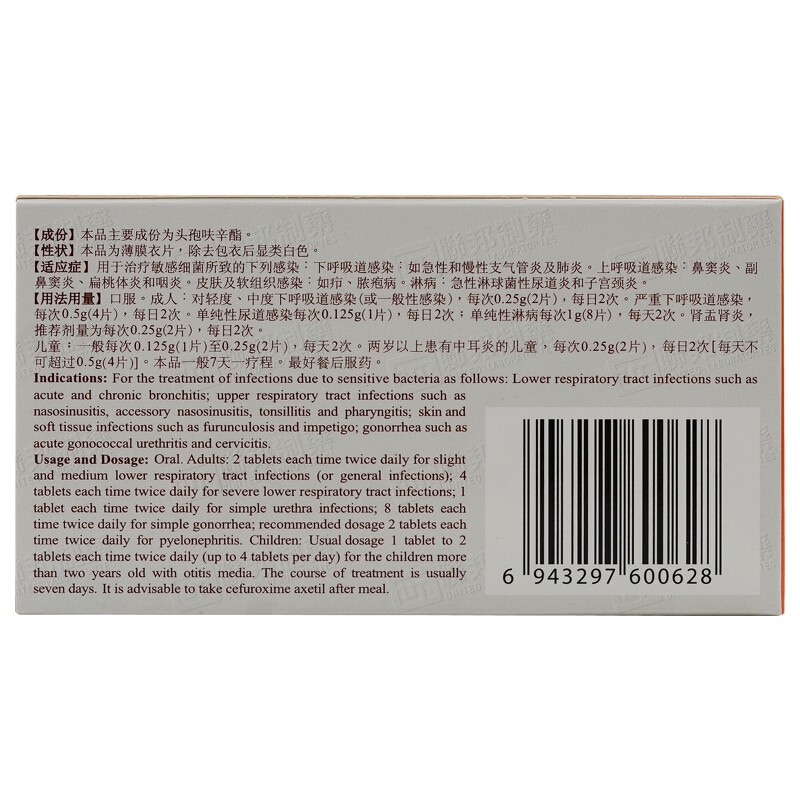 【成份】本品主要成份为头孢呋辛酯。
【性状】本品为薄膜衣片，除去包衣后显类白色。
【适应症】用于治疗敏感细菌所致的下列感染：下呼吸道感染：如急性和慢性支气管炎及肺炎。上呼吸道感染：鼻窦炎、副
鼻窦炎、扁桃体炎和咽炎。皮肤及软组织感染：如疖、脓疱病。淋病：急性淋球菌性尿道炎和子宫颈炎。
【用法用量】口服。成人：对轻度、中度下呼吸道感染(或一般性感染)，每次0.25g(2片)，每日2次。严重下呼吸道感染，
每次0.5g(4片)，每日2次。单纯性尿道感染每次0.125g(1片)，每日2次；单纯性淋病每次1g(8片)，每天2次。肾盂肾炎，
推荐剂量为每次0.25g(2片)，每日2次。
儿童：一般每次0.125g(1片)至0.25g(2片)，每天2次。两岁以上患有中耳炎的儿童，每次0.25g(2片)，每日2次[每天不
可超过0.5g(4片)]。本品一般7天一疗程。最好餐后服药。
Indications: For the treatment of infections due to sensitive bacteria as follows: Lower respiratory tract infections such as
acute and chronic bronchitis; upper respiratory tract infections such as
nasosinusitis, accessory nasosinusitis, tonsillitis and pharyngitis; skin and
soft tissue infections such as furunculosis and impetigo; gonorrhea such as
acute gonococcal urethritis and cervicitis.
Usage and Dosage: Oral. Adults: 2 tablets each time twice daily for slight
and medium lower respiratory tract infections (or general infections); 4
tablets each time twice daily for severe lower respiratory tract infections; 1
tablet each time twice daily for simple urethra infections; 8 tablets each
time twice daily for simple gonorrhea; recommended dosage 2 tablets each
time twice daily for pyelonephritis. Children: Usual dosage 1 tablet to 2
tablets each time twice daily (up to 4 tablets per day) for the children more
than two years old with otitis media. The course of treatment is usually
seven days. It is advisable to take cefuroxime axetil after meal.
6 943297 600628